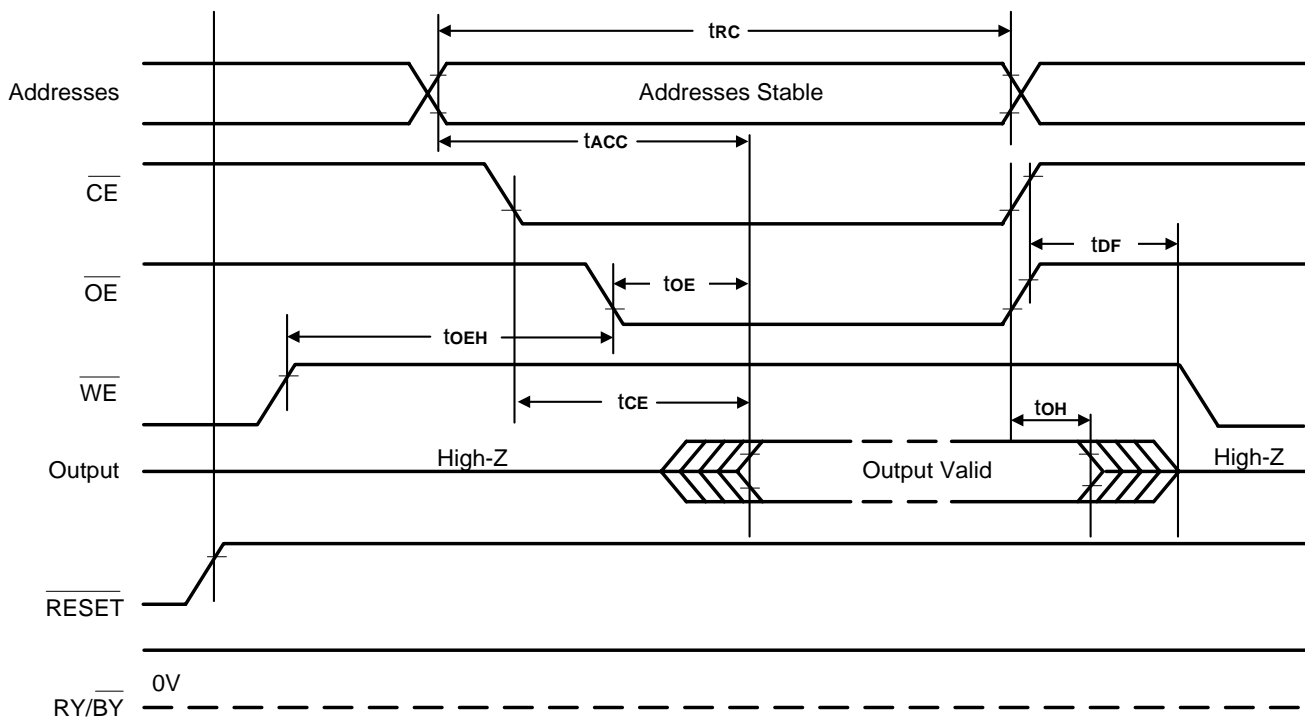 tRC
Addresses
Addresses Stable
tACC
CE
tDF
OE
tOE
tOEH
WE
tCE
tOH
Output
High-Z
Output Valid
High-Z
RESET
0V
RY/BY